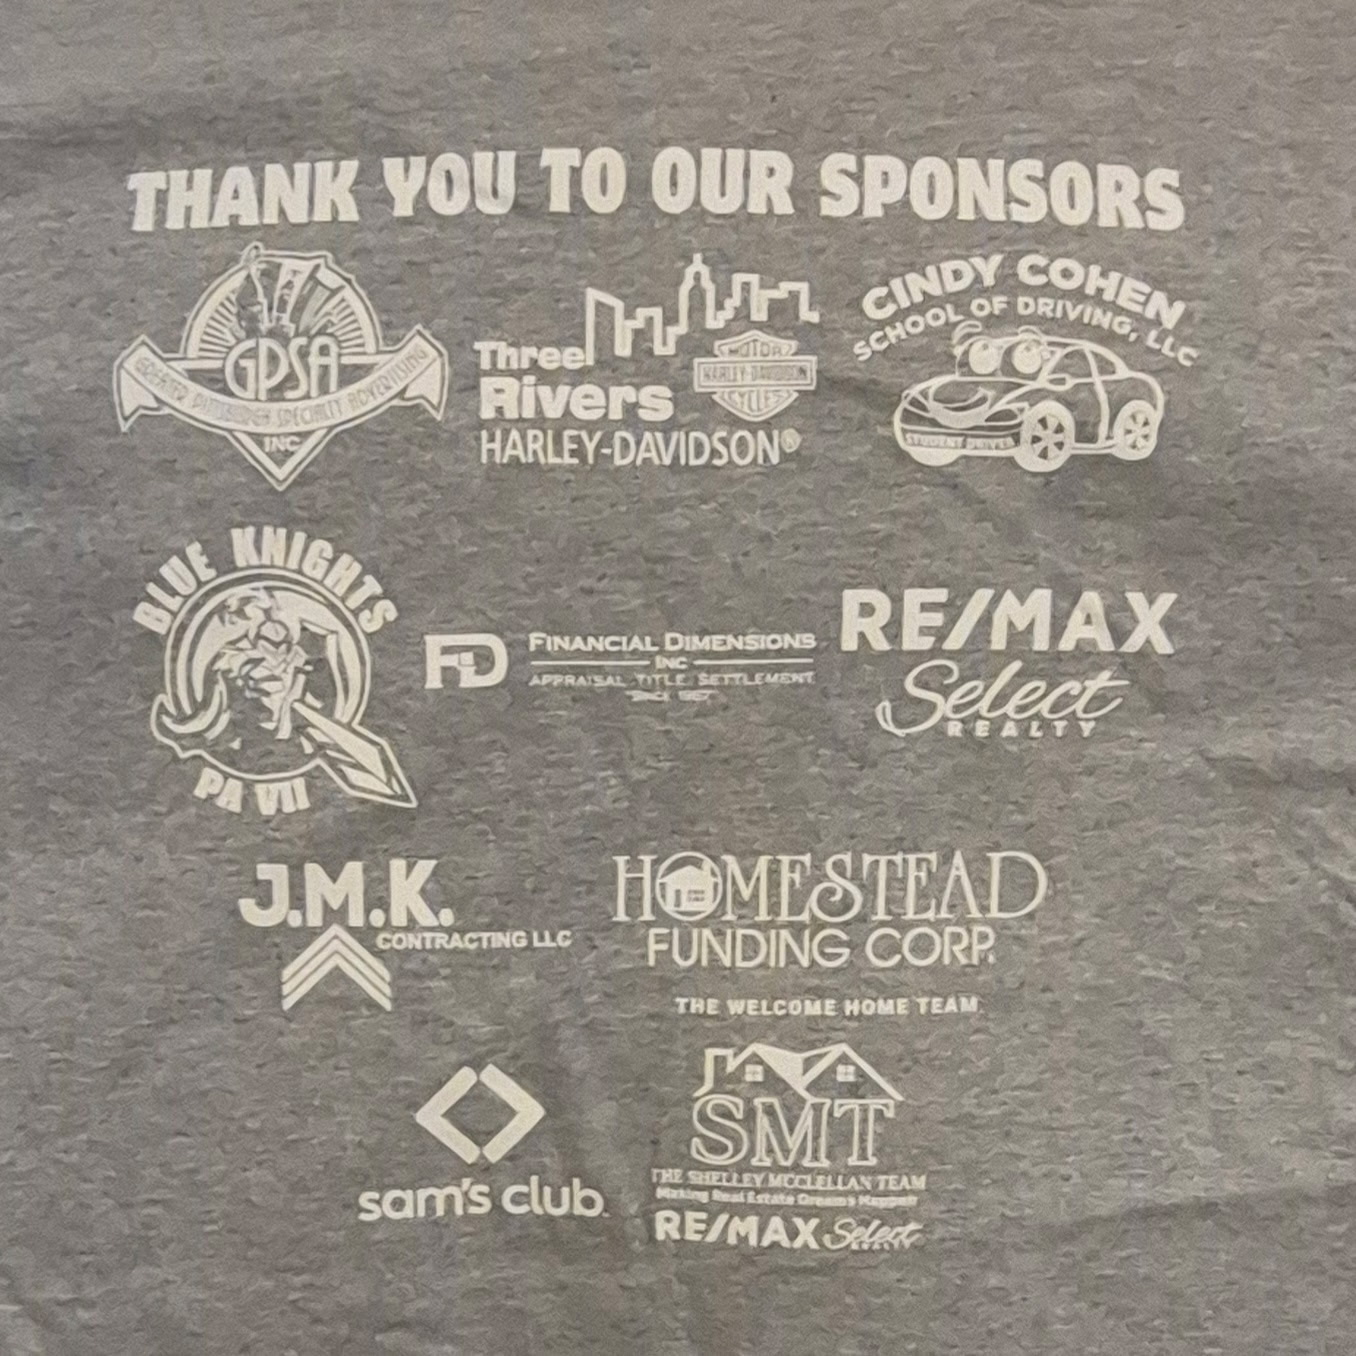 THANK YOU TO OUR SPONSORS
GPSA
GREATER PITTSBURGH SPECIALTY ADVERTISING
INC
Three
Rivers
HARLEY-DAVIDSON®
MOTOR
HARLEY-DAVIDSON
CYCLES
CINDY COHEN
SCHOOL OF DRIVING, LLC
STUDENT DRIVER
BLUE KNIGHTS
PA VII
FD
FINANCIAL DIMENSIONS
INC
APPRAISAL TITLE SETTLEMENT
RE/MAX
Select
REALTY
J.M.K.
CONTRACTING LLC
HOMESTEAD
FUNDING CORP.
THE WELCOME HOME TEAM
sam's club
SMT
THE SHELLEY MCCLELLAN TEAM
Making Real Estate Dreams Happen
RE/MAX Select
REALTY